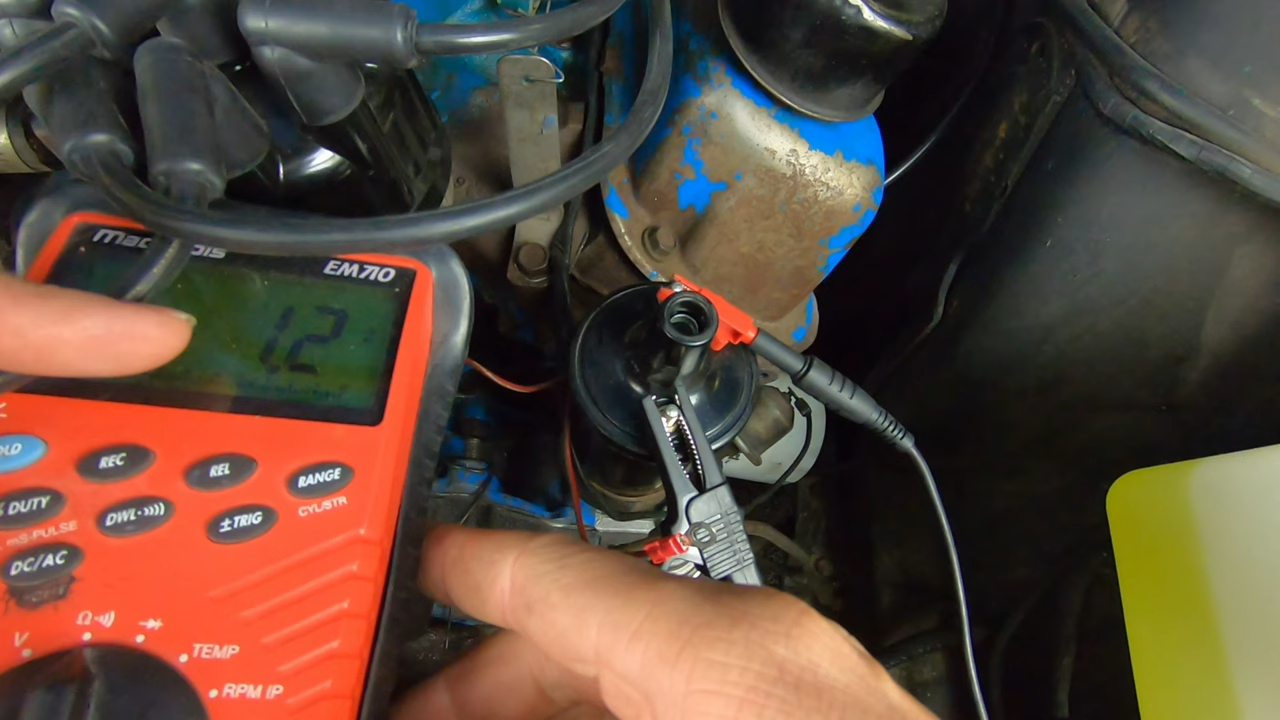 EM710
1.2
REC
REL
RANGE
CYL/STR
DUTY
DWL·))))
±TRIG
mS-PULSE
DC/AC
Ω·))
V
TEMP
RPM IP